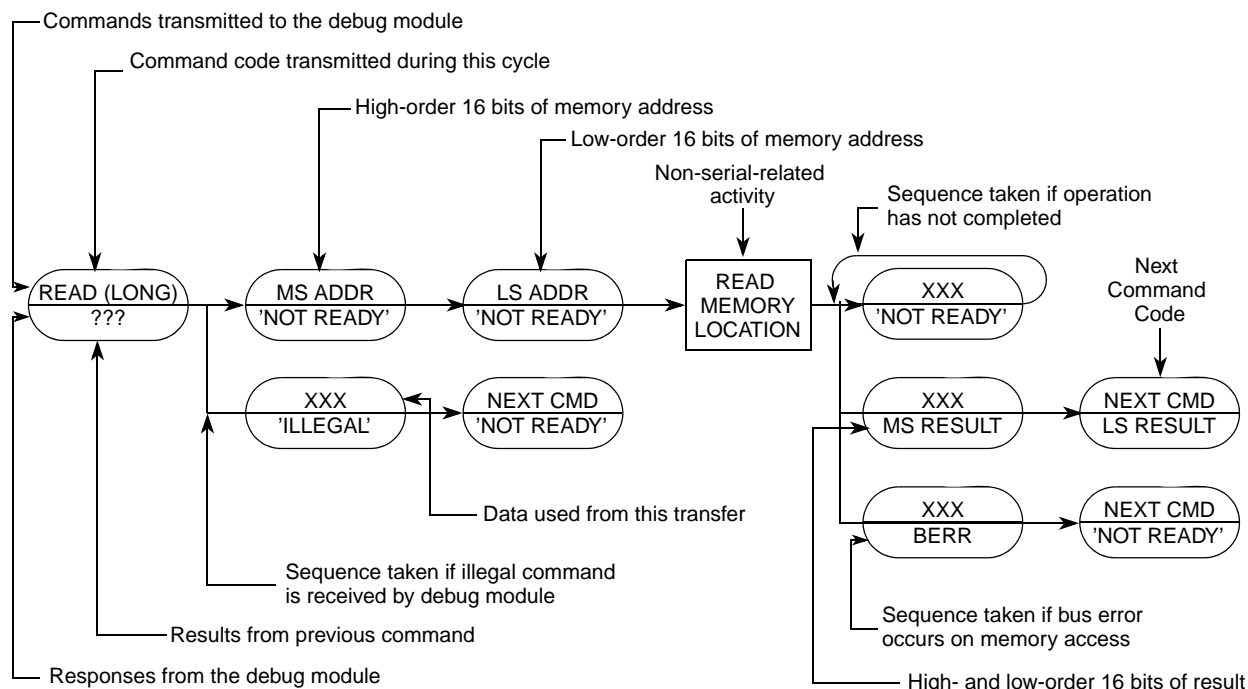 Commands transmitted to the debug module
Command code transmitted during this cycle
High-order 16 bits of memory address
Low-order 16 bits of memory address
Non-serial-related
activity
Sequence taken if operation
has not completed
Next
Command
Code
READ (LONG)
???
MS ADDR
'NOT READY'
LS ADDR
'NOT READY'
READ
MEMORY
LOCATION
XXX
'NOT READY'
XXX
'ILLEGAL'
NEXT CMD
'NOT READY'
XXX
MS RESULT
NEXT CMD
LS RESULT
XXX
BERR
NEXT CMD
'NOT READY'
Data used from this transfer
Sequence taken if illegal command
is received by debug module
Results from previous command
Sequence taken if bus error
occurs on memory access
Responses from the debug module
High- and low-order 16 bits of result